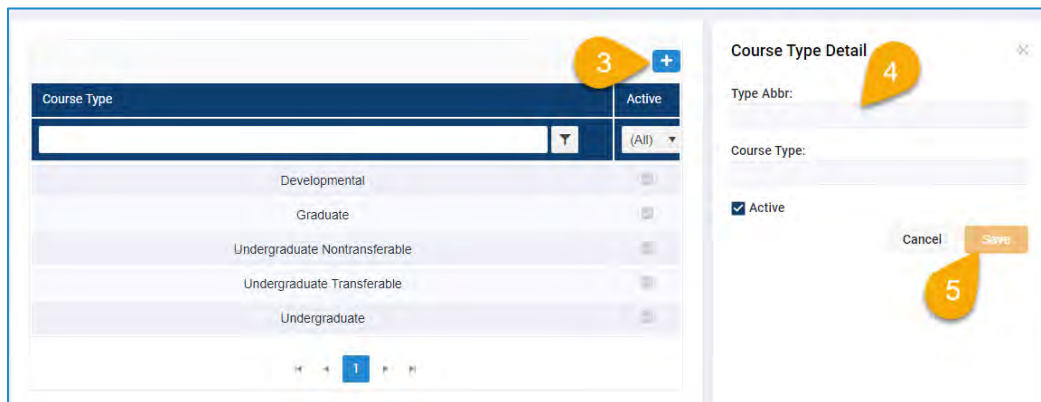 3
+
Course Type Active
(All)
Developmental
Graduate
Undergraduate Nontransferable
Undergraduate Transferable
Undergraduate
1
Course Type Detail
4
Type Abbr:
Course Type:
Active
Cancel Save
5